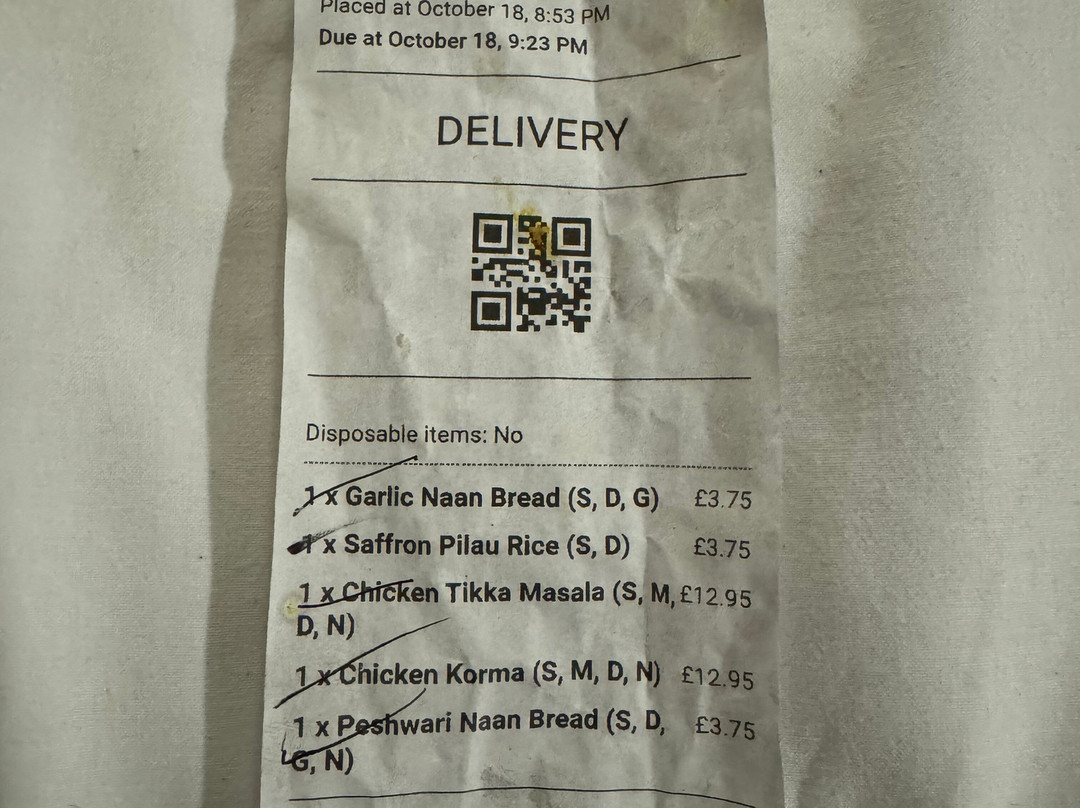 Placed at October 18, 8:53 PM
Due at October 18, 9:23 PM
DELIVERY
Disposable items: No
1 x Garlic Naan Bread (S, D, G) £3.75
1 x Saffron Pilau Rice (S, D) £3.75
1 x Chicken Tikka Masala (S, M, £12.95
D, N)
1 x Chicken Korma (S, M, D, N) £12.95
1 x Peshwari Naan Bread (S, D, £3.75
G, N)